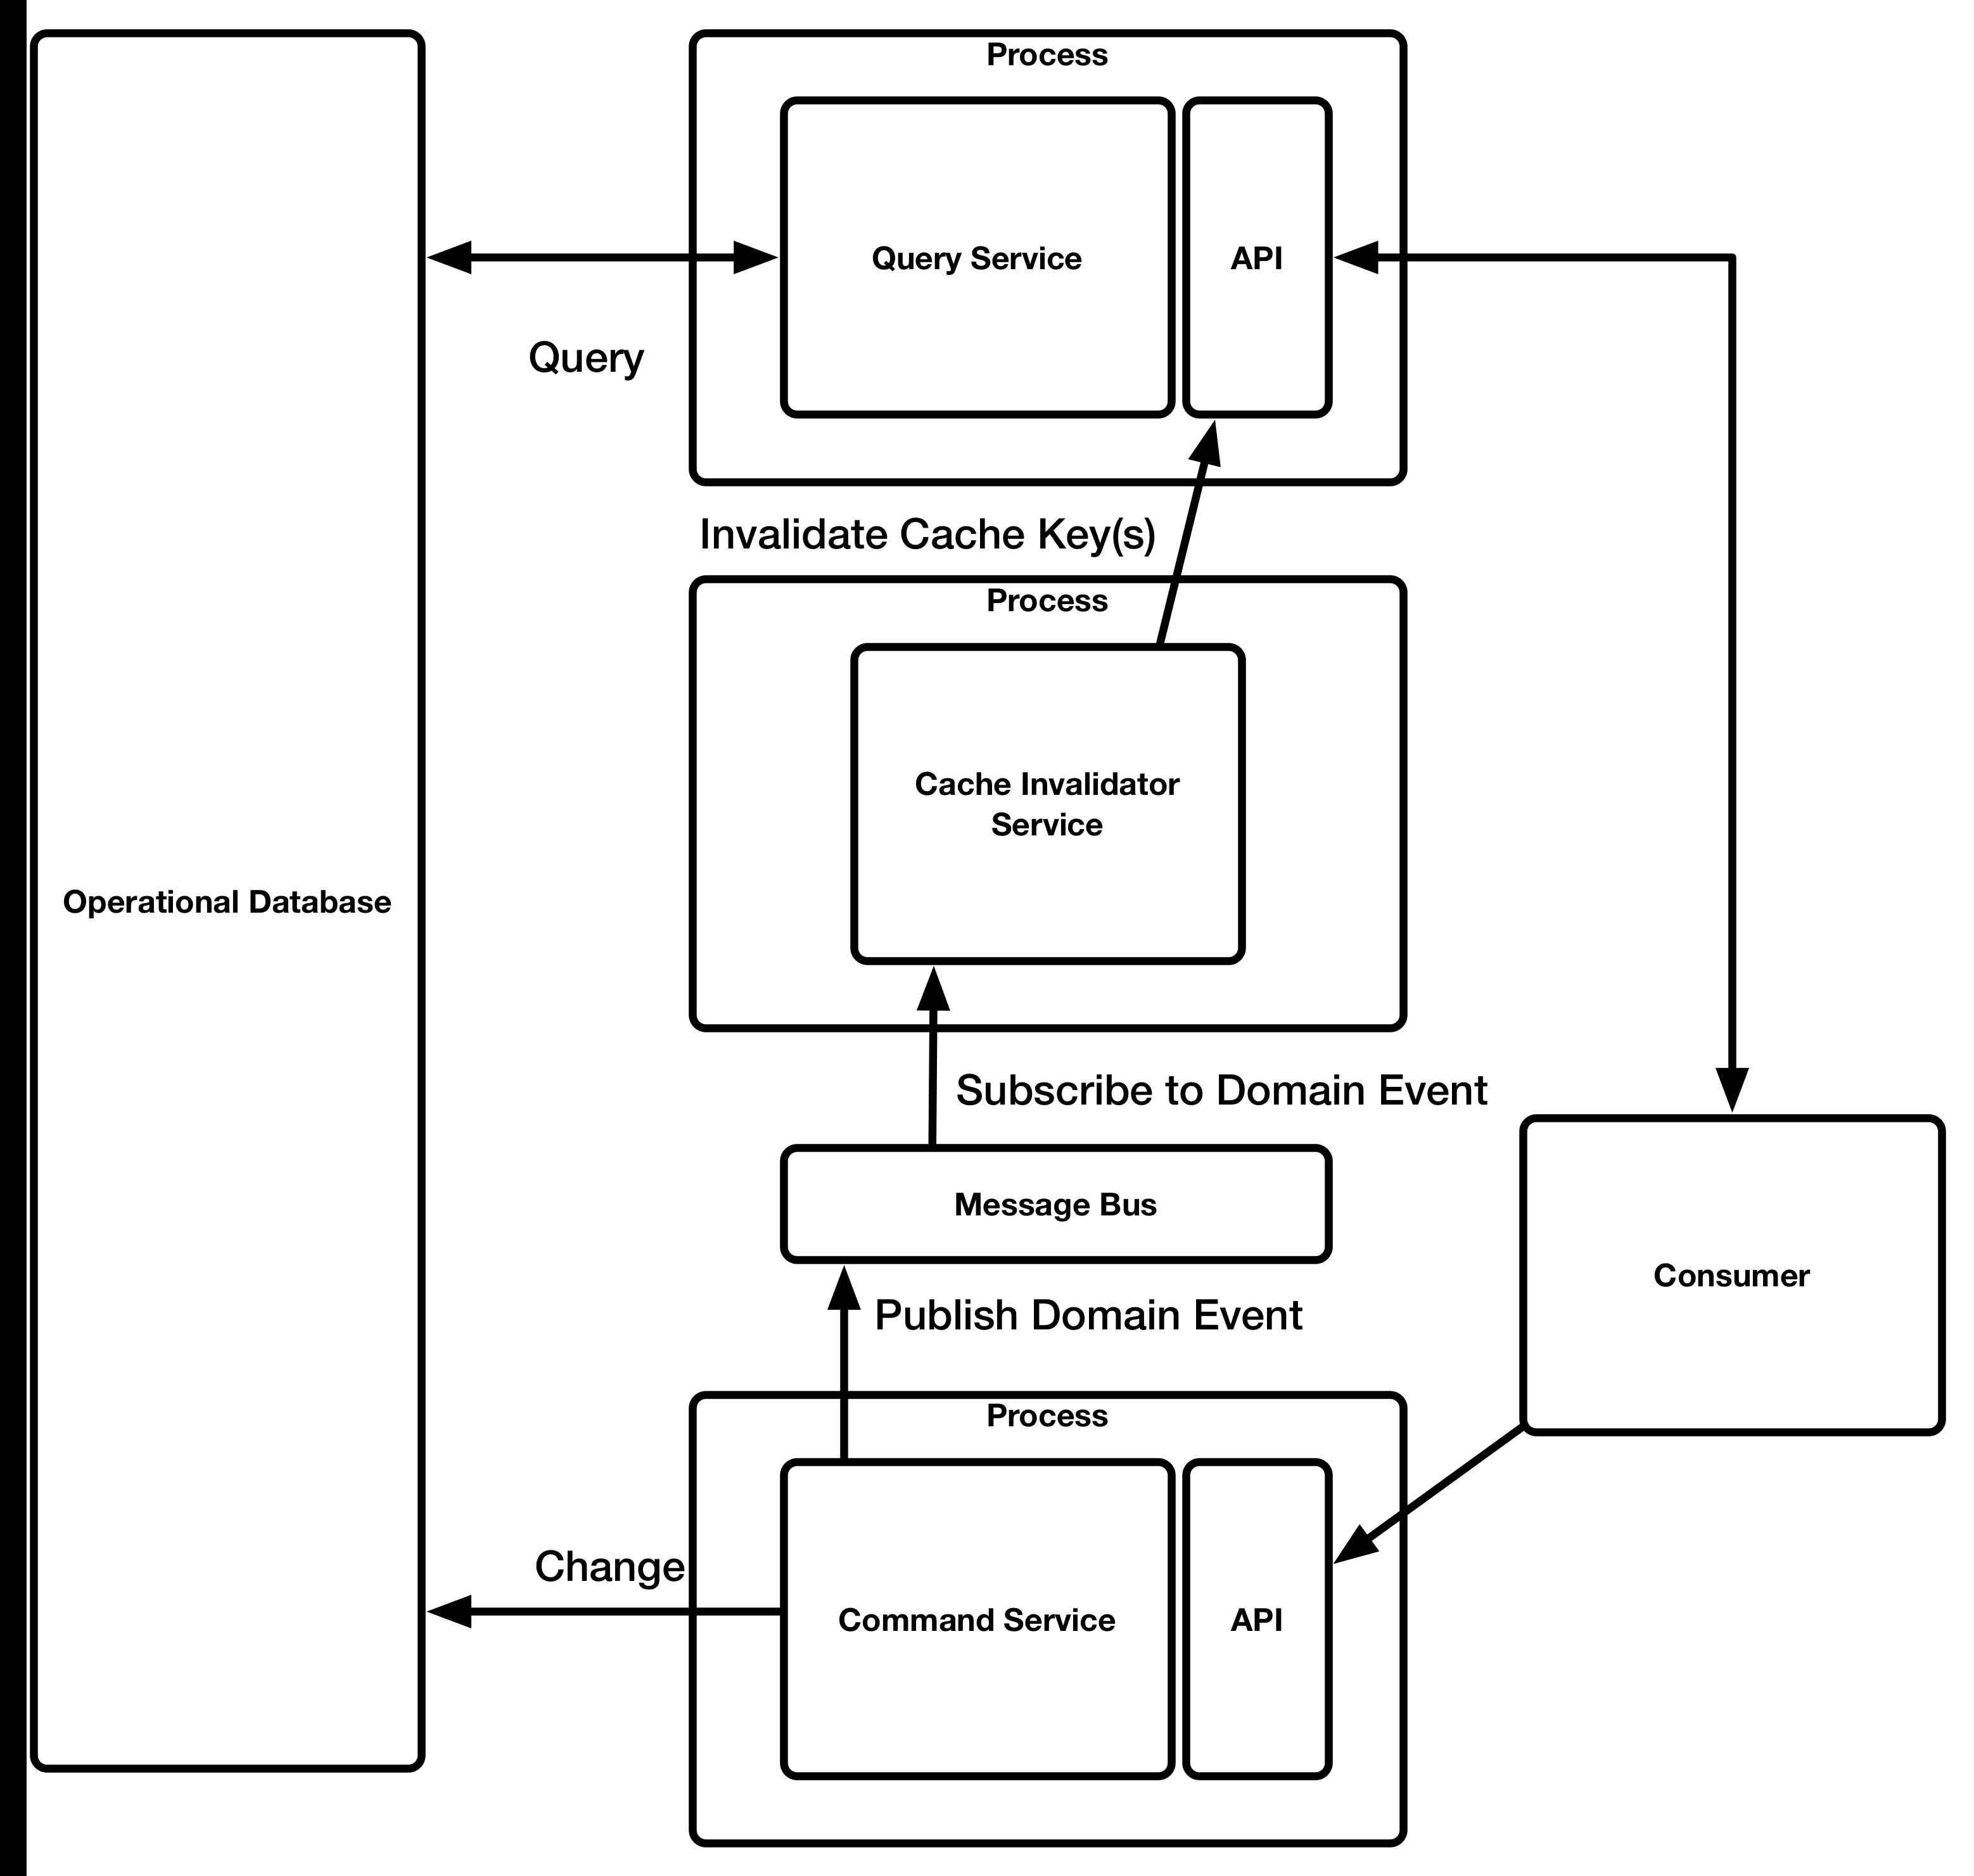 Process
Query Service
API
Query
Invalidate Cache Key(s)
Process
Cache Invalidator
Service
Operational Database
Subscribe to Domain Event
Message Bus
Consumer
Publish Domain Event
Process
Change
Command Service
API